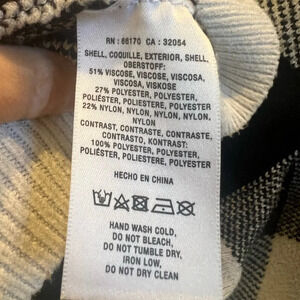 RN : 66170 CA : 32054
SHELL, COQUILLE, EXTERIOR, SHELL,
OBERSTOFF:
51% VISCOSE, VISCOSE, VISCOSA,
VISCOSA, VISKOSE
27% POLYESTER, POLYESTER,
POLIÉSTER, POLIESTERE, POLYESTER
22% NYLON, NYLON, NYLON, NYLON,
NYLON
CONTRAST, CONTRASTE, CONTRASTE,
CONTRASTO, KONTRAST:
100% POLYESTER, POLYESTER,
POLIÉSTER, POLIESTERE, POLYESTER
HECHO EN CHINA
HAND WASH COLD,
DO NOT BLEACH,
DO NOT TUMBLE DRY,
IRON LOW,
DO NOT DRY CLEAN